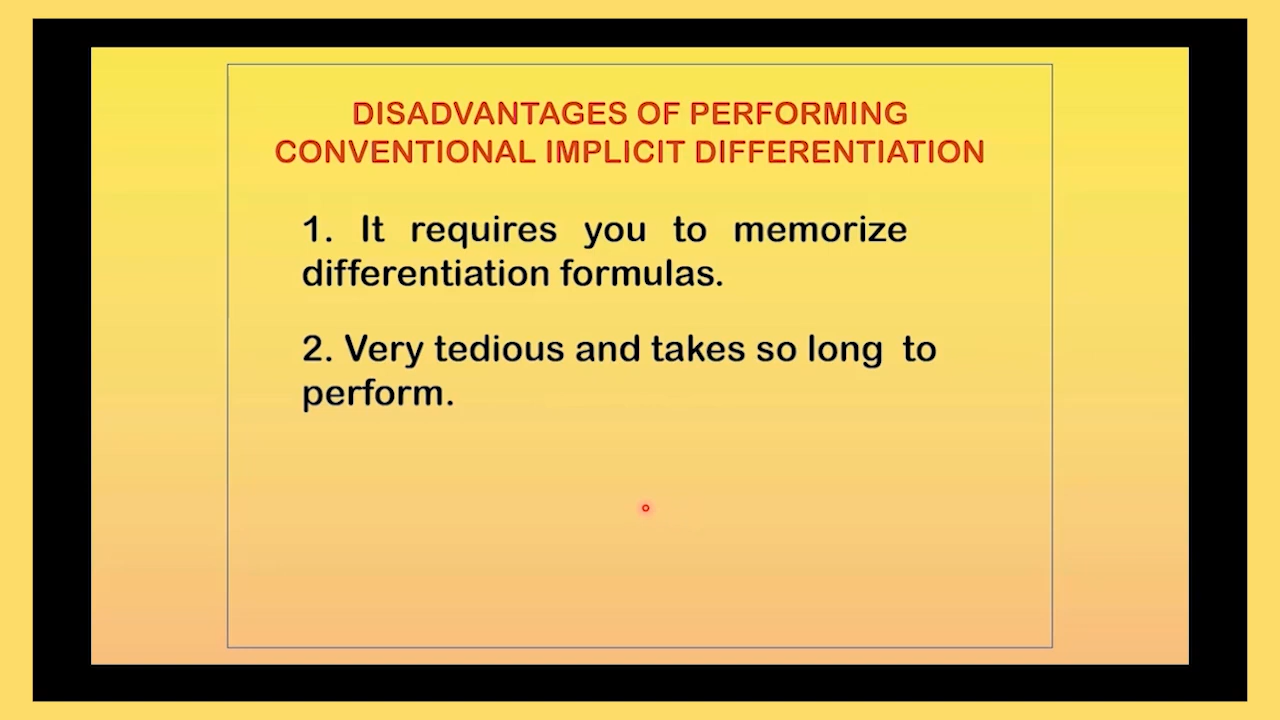 DISADVANTAGES OF PERFORMING
CONVENTIONAL IMPLICIT DIFFERENTIATION
1. It requires you to memorize
differentiation formulas.
2. Very tedious and takes so long to
perform.